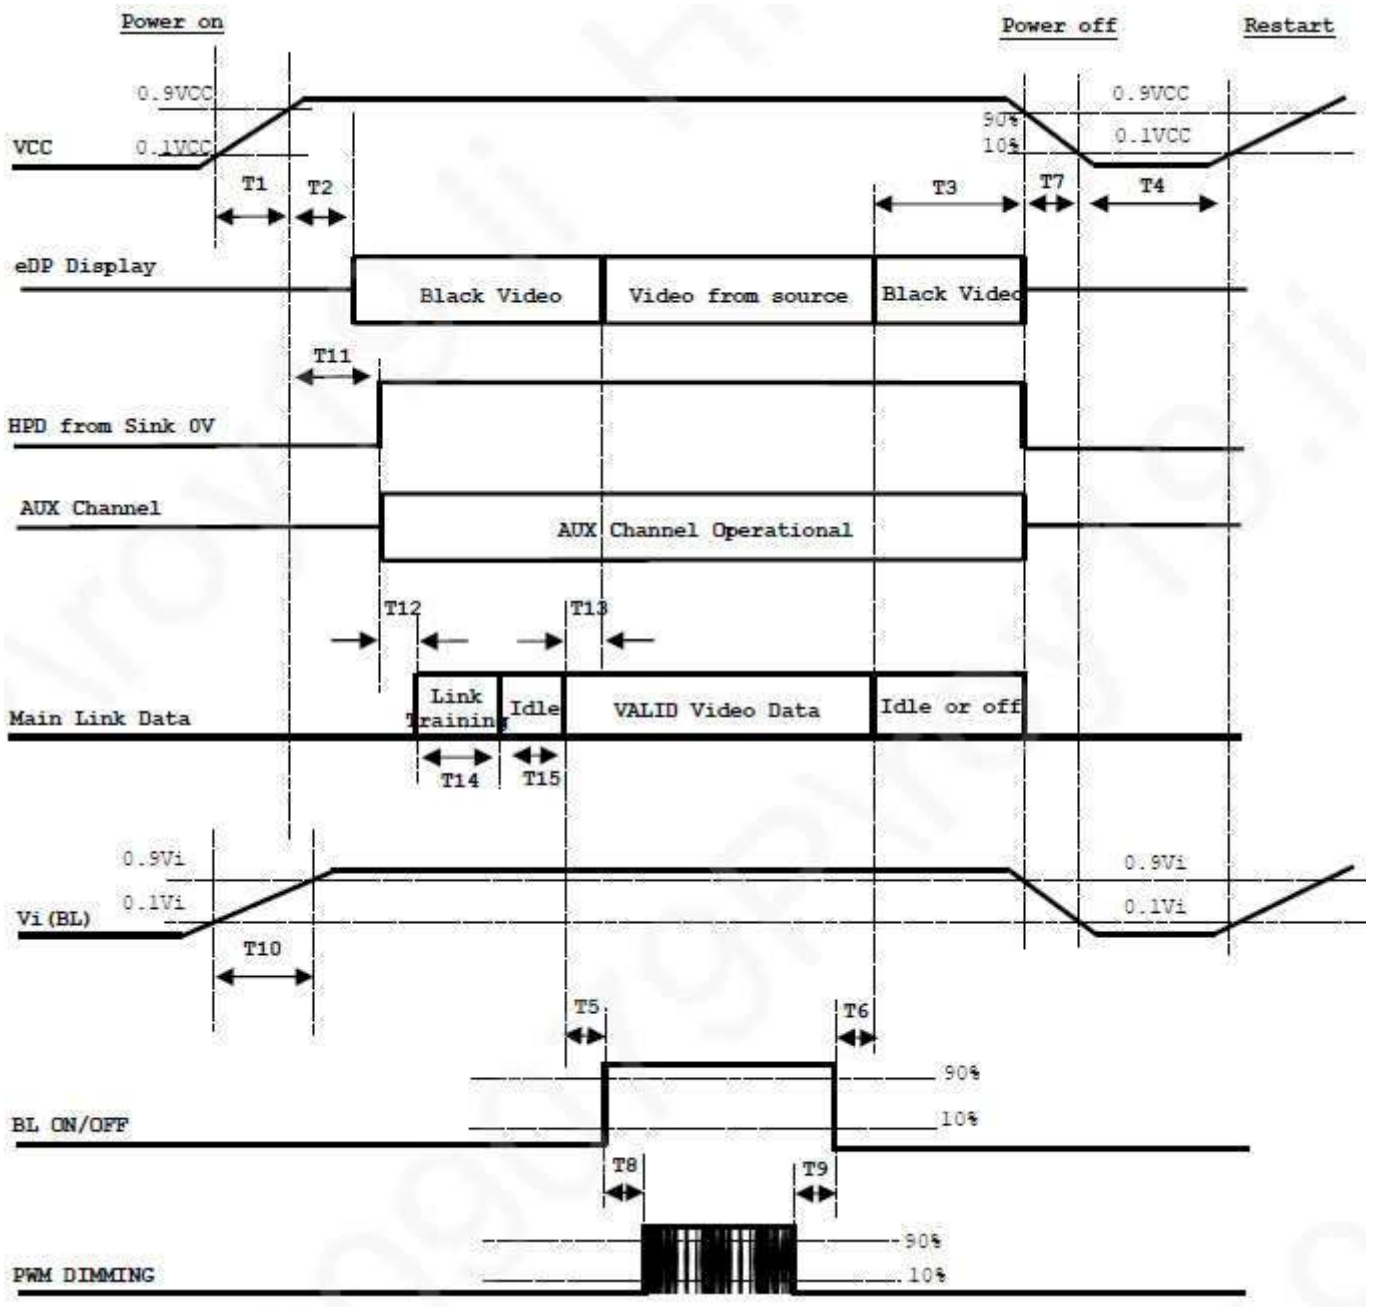 Power on
Power off
Restart
0.9VCC
0.9VCC
90%
VCC
0.1VCC
10%
0.1VCC
T1
T2
T3
T7
T4
eDP Display
Black Video
Video from source
Black Video
T11
HPD from Sink 0V
AUX Channel
AUX Channel Operational
T12
T13
Main Link Data
Link
Training
Idle
VALID Video Data
Idle or off
T14
T15
0.9Vi
0.9Vi
Vi(BL)
0.1Vi
0.1Vi
T10
T5
T6
90%
BL ON/OFF
10%
T8
T9
90%
PWM DIMMING
10%